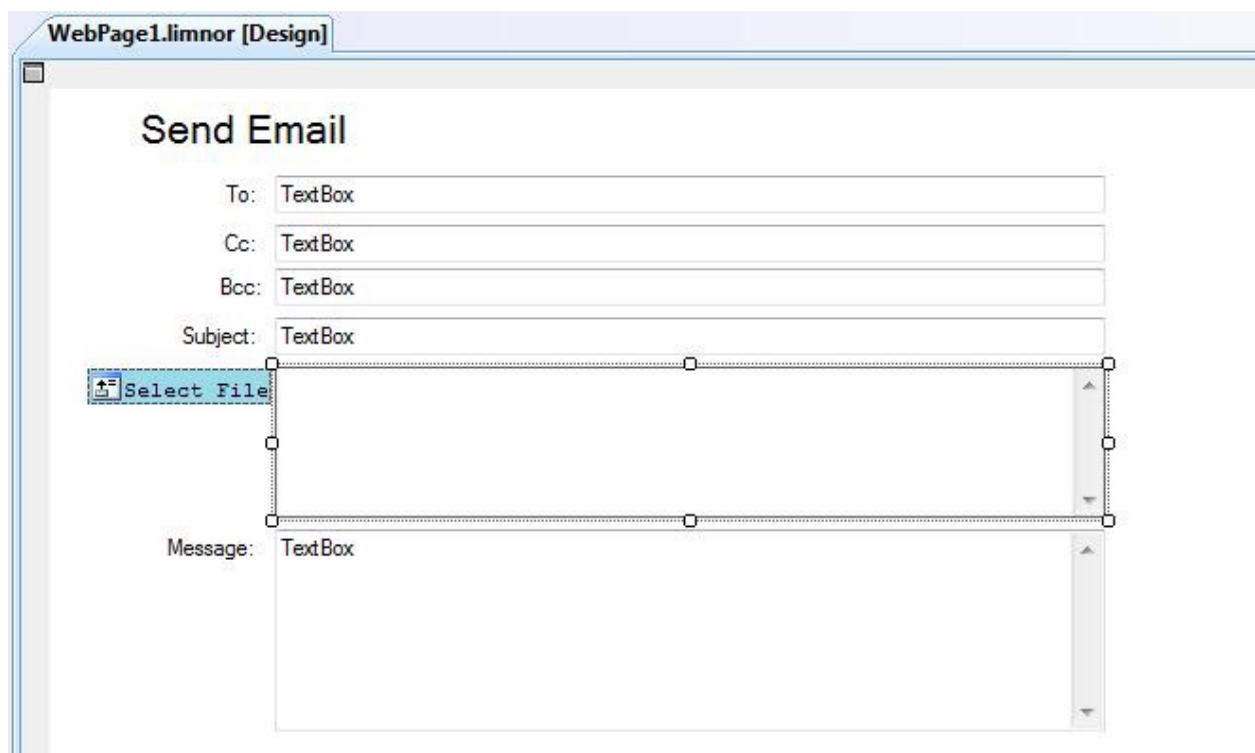 WebPage1.limnor [Design]
Send Email
To: TextBox
Cc: TextBox
Bcc: TextBox
Subject: TextBox
Select File
Message: TextBox